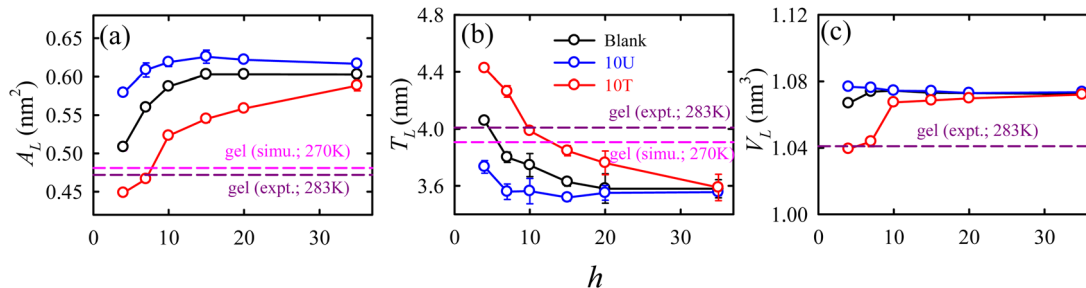 (a)
A_L (nm²)
0.65
0.60
0.55
0.50
0.45
gel (simu.; 270K)
gel (expt.; 283K)
0
10
20
30
(b)
T_L (nm)
4.8
4.4
4.0
3.6
Blank
10U
10T
gel (expt.; 283K)
gel (simu.; 270K)
0
10
20
30
h
(c)
V_L (nm³)
1.12
1.08
1.04
1.00
gel (expt.; 283K)
0
10
20
30